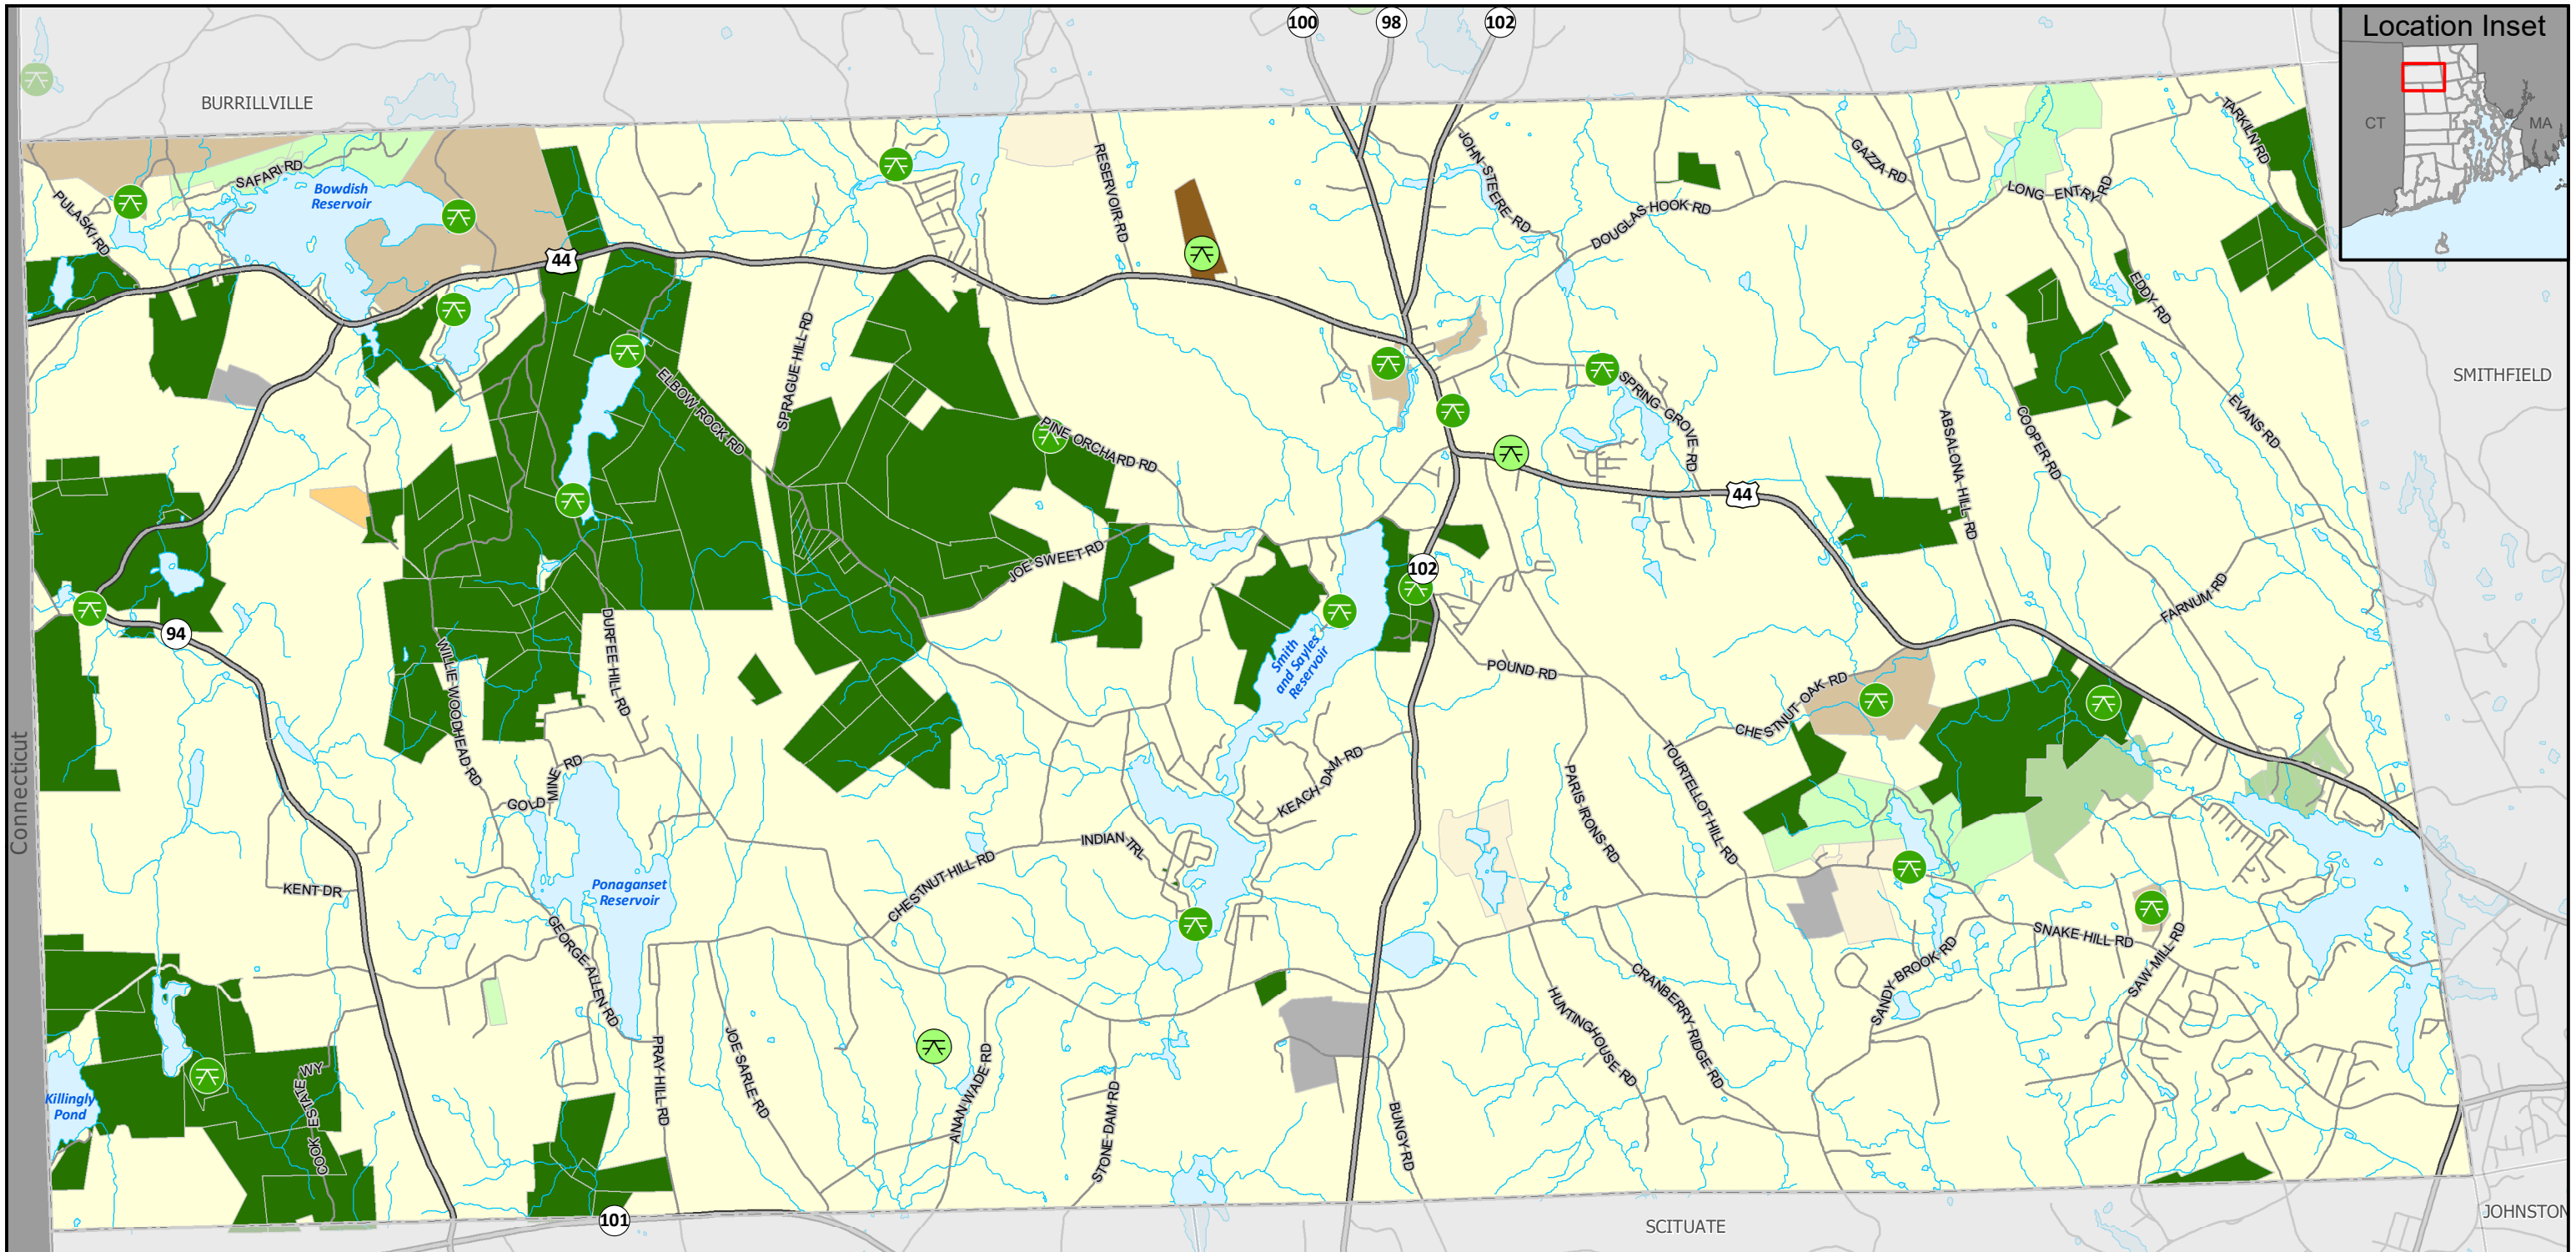 100
98
102
Location Inset
CT
MA
BURRILLVILLE
TARKILN RD
SAFARI RD
Bowdish
Reservoir
PULASKI RD
RESERVOIR RD
JOHN STEERE RD
GAZZA RD
LONG ENTRY RD
DOUGLAS HOOK RD
44
EDDY RD
SPRAGUE HILL RD
ELBOW ROCK RD
SPRING GROVE RD
SMITHFIELD
EVANS RD
ABSALONA HILL RD
COOPER RD
PINE ORCHARD RD
44
JOE SWEET RD
102
FARNUM RD
94
DURFEE HILL RD
WILLIE WOODHEAD RD
Smith
and Sayles
Reservoir
POUND RD
CHESTNUT OAK RD
Connecticut
GOLD MINE RD
KEACH DAM RD
PARIS IRONS RD
TOURTELLOT HILL RD
INDIAN TRL
CHESTNUT HILL RD
KENT DR
Ponaganset
Reservoir
GEORGE ALLEN RD
SNAKE HILL RD
SANDY BROOK RD
SAW MILL RD
CRANBERRY RIDGE RD
HUNTINGHOUSE RD
PRAY HILL RD
JOE SARLE RD
ANAN WADE RD
STONE DAM RD
BUNGY RD
COOK ESTATE WY
COOK
Killingly
Pond
101
SCITUATE
JOHNSTON